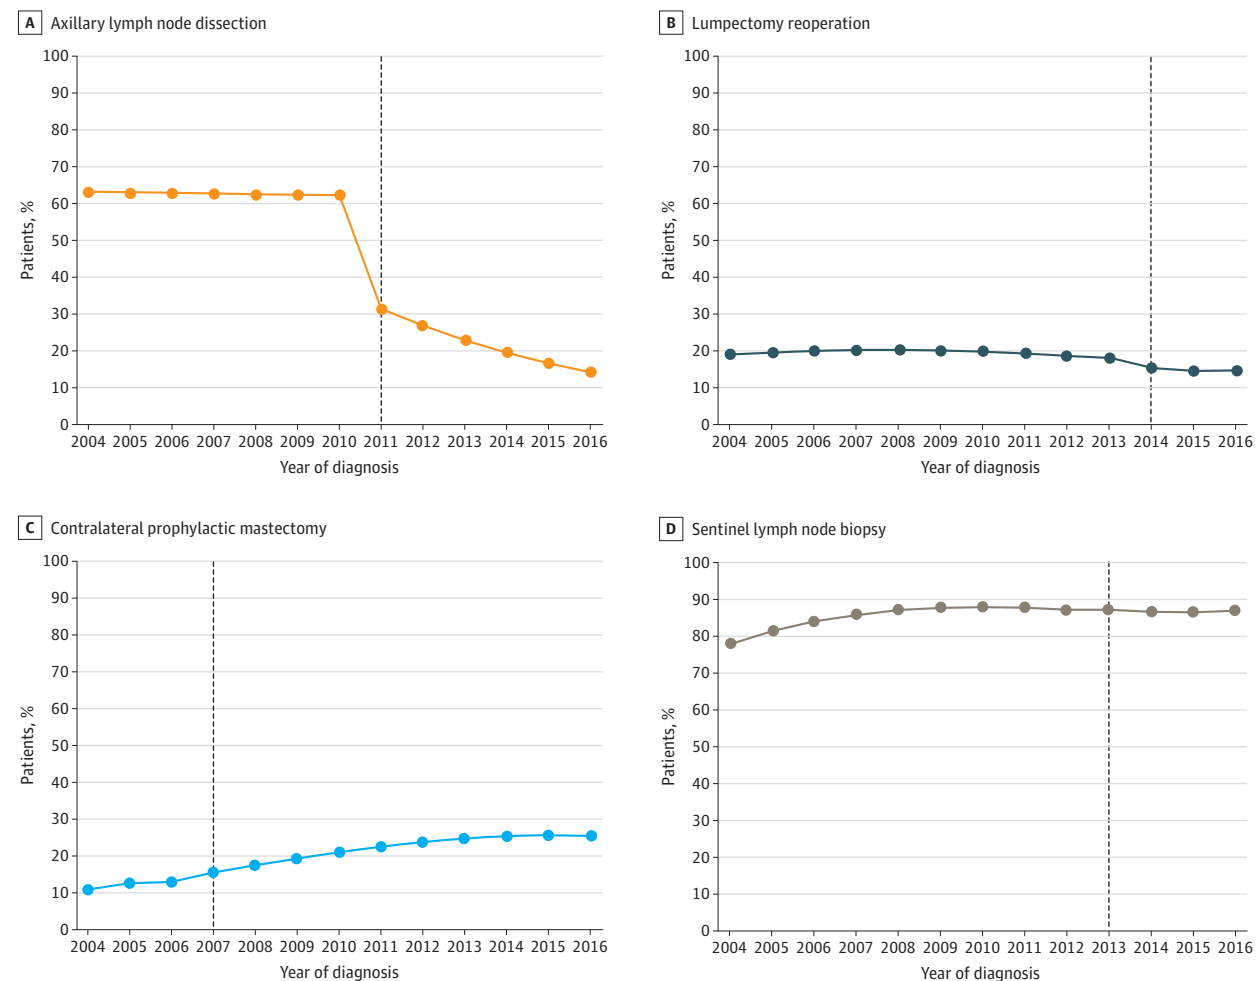 A Axillary lymph node dissection
100
90
80
70
60
50
40
30
20
10
0
Patients, %
2004 2005 2006 2007 2008 2009 2010 2011 2012 2013 2014 2015 2016
Year of diagnosis
B Lumpectomy reoperation
100
90
80
70
60
50
40
30
20
10
0
Patients, %
2004 2005 2006 2007 2008 2009 2010 2011 2012 2013 2014 2015 2016
Year of diagnosis
C Contralateral prophylactic mastectomy
100
90
80
70
60
50
40
30
20
10
0
Patients, %
2004 2005 2006 2007 2008 2009 2010 2011 2012 2013 2014 2015 2016
Year of diagnosis
D Sentinel lymph node biopsy
100
90
80
70
60
50
40
30
20
10
0
Patients, %
2004 2005 2006 2007 2008 2009 2010 2011 2012 2013 2014 2015 2016
Year of diagnosis